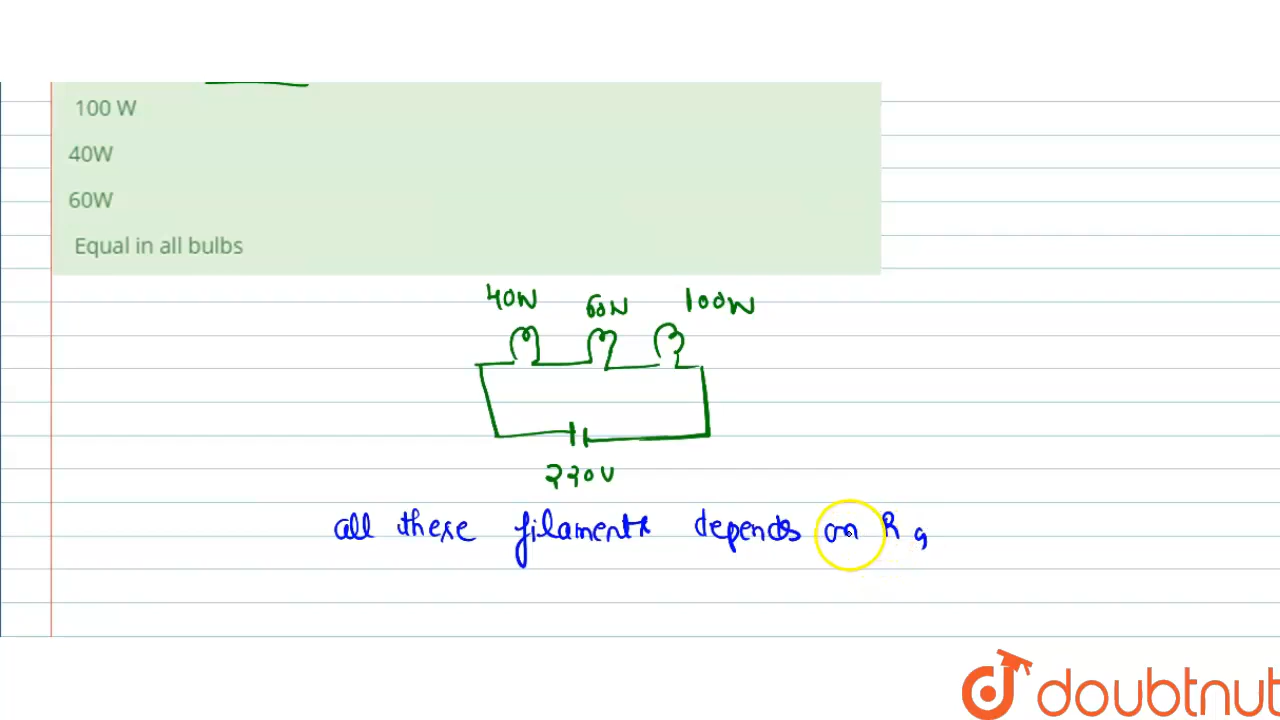 100 W
40W
60W
Equal in all bulbs
40W 60W 100W
220V
all these filaments depends on R
doubtnut